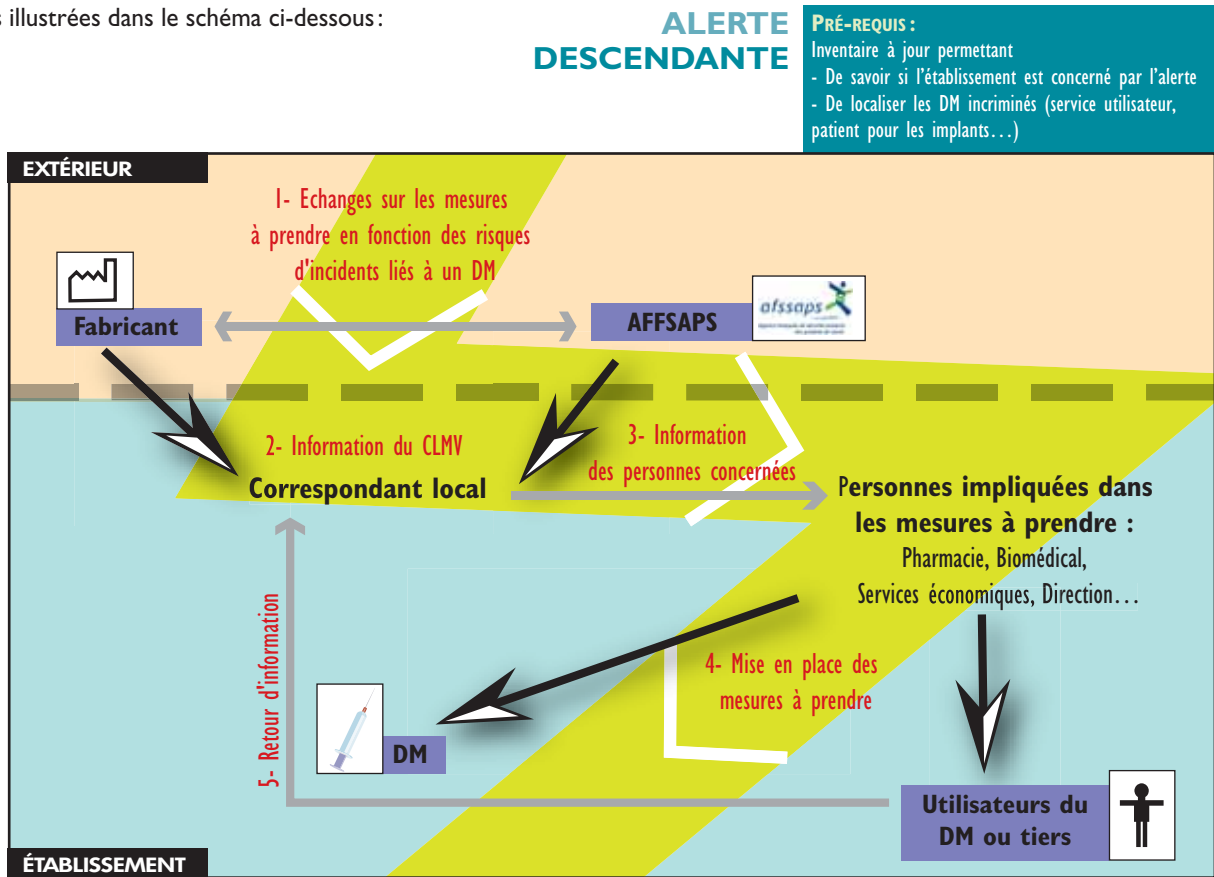 s illustrées dans le schéma ci-dessous :
ALERTE
DESCENDANTE
PRÉ-REQUIS :
Inventaire à jour permettant
- De savoir si l'établissement est concerné par l'alerte
- De localiser les DM incriminés (service utilisateur,
patient pour les implants…)
EXTÉRIEUR
1- Echanges sur les mesures
à prendre en fonction des risques
d'incidents liés à un DM
Fabricant
AFFSAPS
afssaps
2- Information du CLMV
Correspondant local
3- Information
des personnes concernées
Personnes impliquées dans
les mesures à prendre :
Pharmacie, Biomédical,
Services économiques, Direction…
4- Mise en place des
mesures à prendre
5- Retour d'information
DM
Utilisateurs du
DM ou tiers
ÉTABLISSEMENT